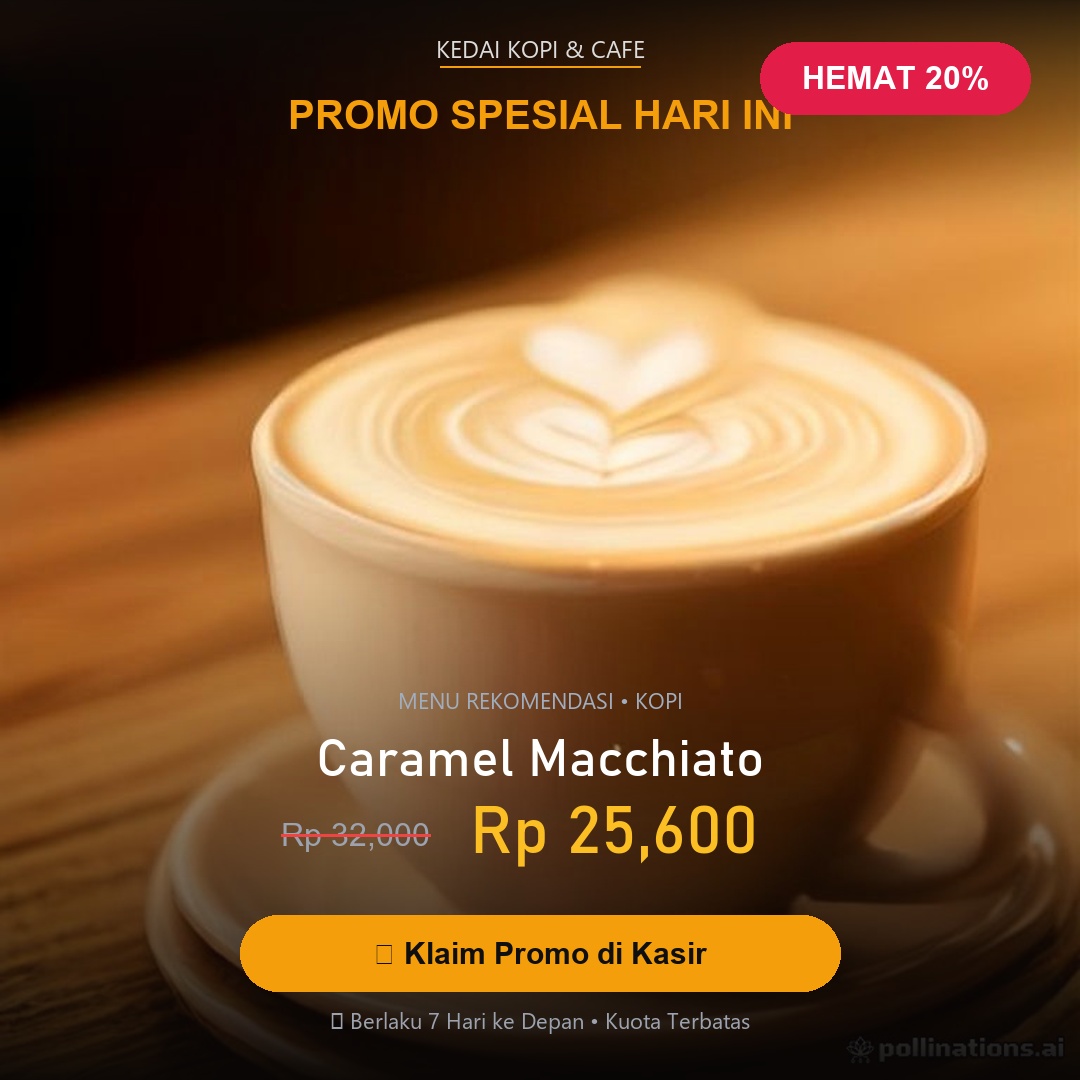 KEDAI KOPI & CAFE
HEMAT 20%
PROMO SPESIAL HARI INI
MENU REKOMENDASI • KOPI
Caramel Macchiato
Rp 32,000 Rp 25,600
□ Klaim Promo di Kasir
□ Berlaku 7 Hari ke Depan • Kuota Terbatas
pollinations.ai